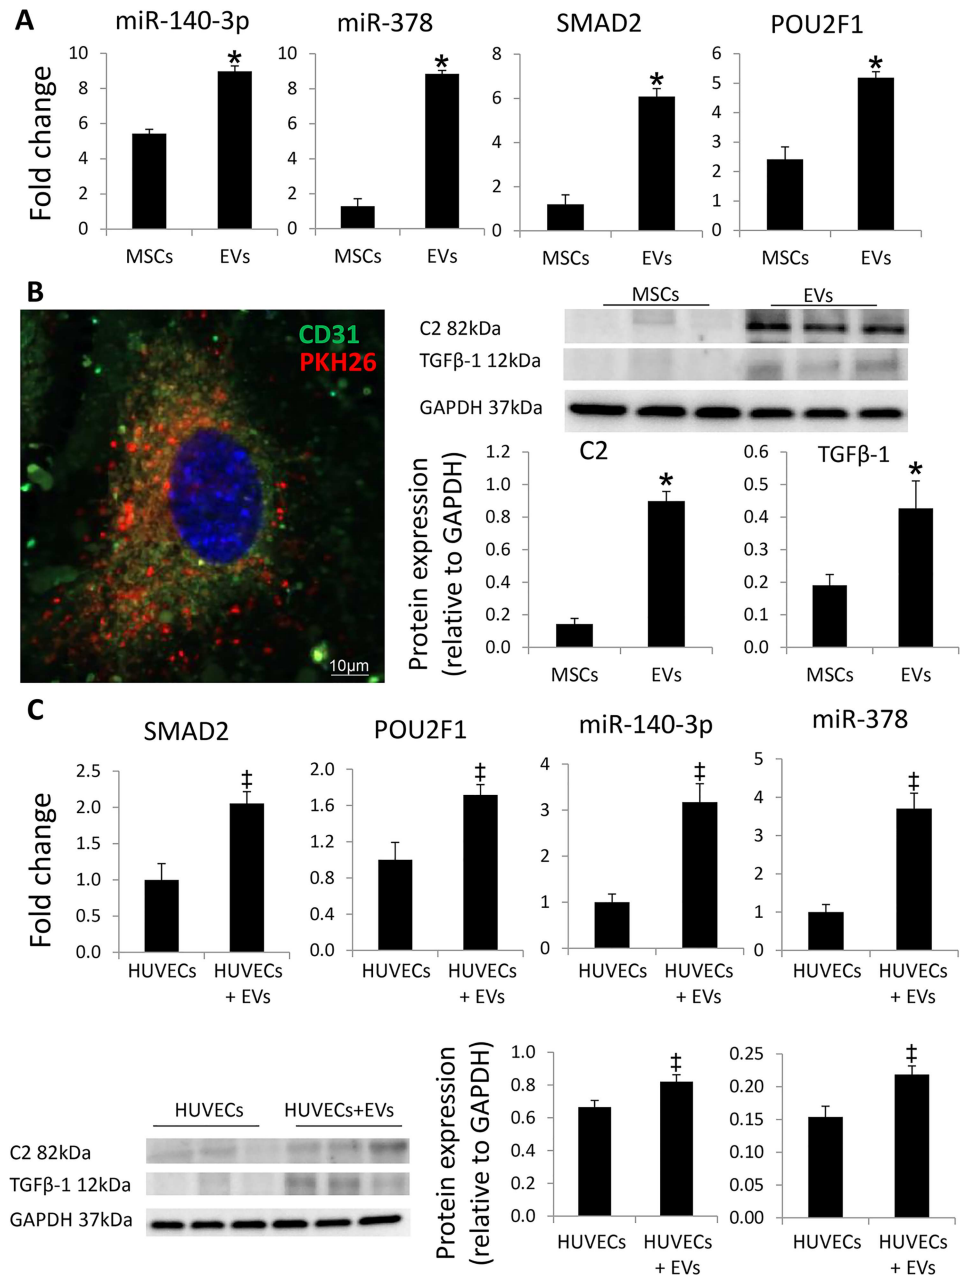 A
miR-140-3p
miR-378
SMAD2
POU2F1
Fold change
10
8
6
4
2
0
*
MSCs
EVs
10
8
6
4
2
0
*
MSCs
EVs
8
6
4
2
0
*
MSCs
EVs
6
5
4
3
2
1
0
*
MSCs
EVs
B
CD31
PKH26
10µm
MSCs
EVs
C2 82kDa
TGFβ-1 12kDa
GAPDH 37kDa
Protein expression
(relative to GAPDH)
C2
1.2
1.0
0.8
0.6
0.4
0.2
0.0
*
MSCs
EVs
TGFβ-1
0.6
0.5
0.4
0.3
0.2
0.1
0.0
*
MSCs
EVs
C
SMAD2
POU2F1
miR-140-3p
miR-378
Fold change
2.5
2.0
1.5
1.0
0.5
0.0
‡
HUVECs
HUVECs
+ EVs
2.0
1.6
1.2
0.8
0.4
0.0
‡
HUVECs
HUVECs
+ EVs
4
3
2
1
0
‡
HUVECs
HUVECs
+ EVs
5
4
3
2
1
0
‡
HUVECs
HUVECs
+ EVs
HUVECs
HUVECs+EVs
C2 82kDa
TGFβ-1 12kDa
GAPDH 37kDa
Protein expression
(relative to GAPDH)
1.0
0.8
0.6
0.4
0.2
0.0
‡
HUVECs
HUVECs
+ EVs
0.25
0.20
0.15
0.10
0.05
0.00
‡
HUVECs
HUVECs
+ EVs